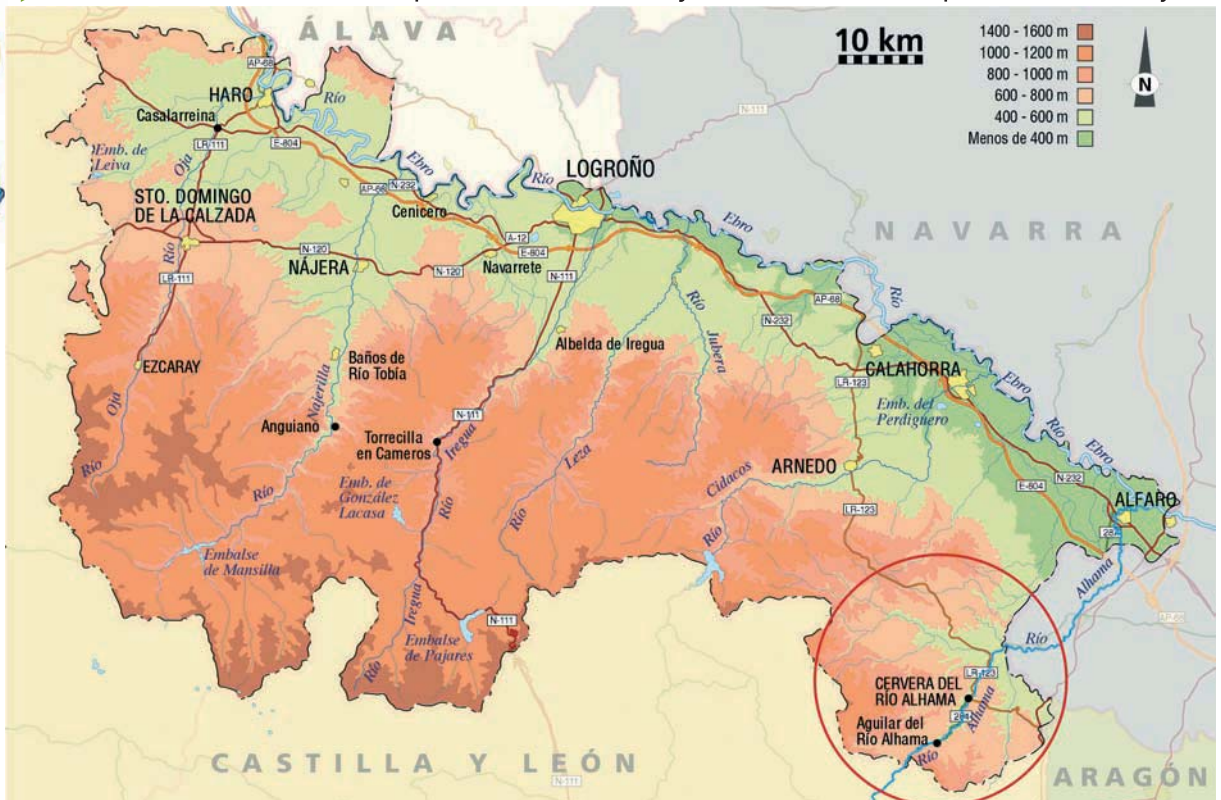 ÁLAVA
10 km
1400 - 1600 m
1000 - 1200 m
800 - 1000 m
600 - 800 m
400 - 600 m
Menos de 400 m
N
AP-68
N-111
HARO
Río
Casalarreina
LR/111
E-804
Emb. de
Leiva
Oja
Ebro
N-232
AP-68
Río
LOGROÑO
STO. DOMINGO
DE LA CALZADA
Cenicero
Ebro
NAVARRA
Río
N-120
A-12
E-804
NÁJERA
N-120
Navarrete
N-111
LR-111
Río
AP-68
Río
N-232
Jubera
Albelda de Iregua
Baños de
Río Tobía
EZCARAY
CALAHORRA
LR-123
Ebro
Najerilla
Oja
N-111
Emb. del
Perdiguero
Río
Anguiano
Torrecilla
en Cameros
Iregua
Leza
Ebro
Río
ARNEDO
Cidacos
N-232
E-804
Emb. de
González
Lacasa
Río
Río
ALFARO
LR-123
Río
Río
Embalse
de Mansilla
Alhama
Iregua
N-111
AP-68
Río
Embalse
de Pajares
Río
LR-123
CERVERA DEL
RÍO ALHAMA
Alhama
Aguilar del
Río Alhama
Río
CASTILLA Y LEÓN
N-111
ARAGÓN